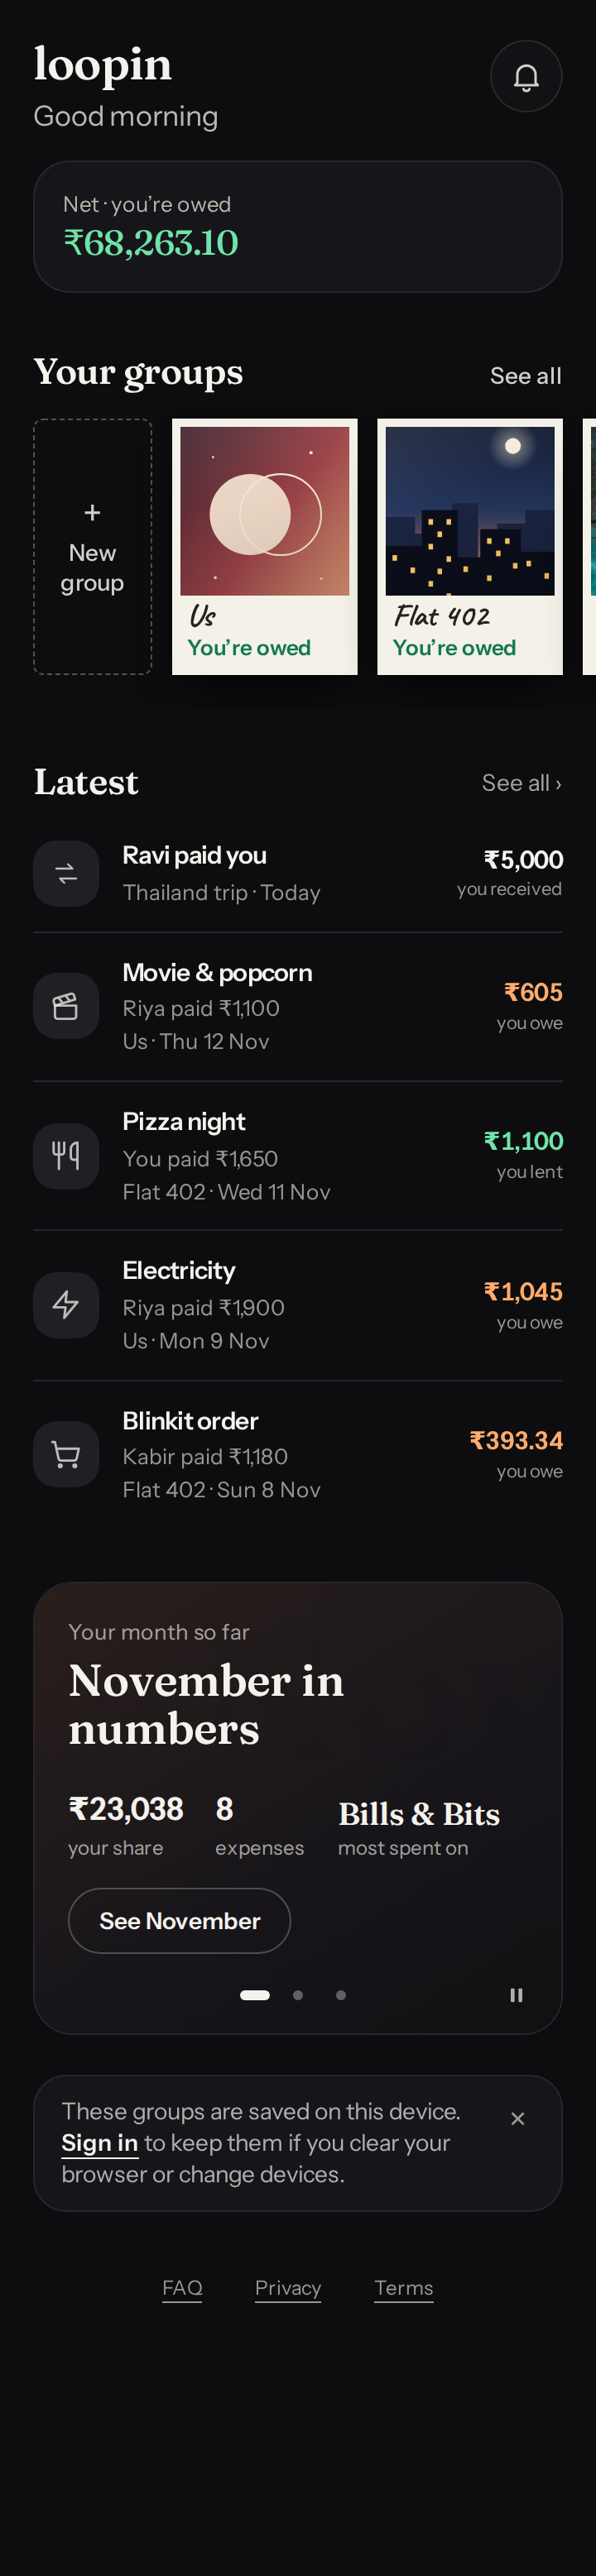 loopin
Good morning
Net · you’re owed
₹68,263.10
Your groups
See all
+
New
group
Us
You’re owed
Flat 402
You’re owed
Latest
See all ›
Ravi paid you
Thailand trip · Today
₹5,000
you received
Movie & popcorn
Riya paid ₹1,100
Us · Thu 12 Nov
₹605
you owe
Pizza night
You paid ₹1,650
Flat 402 · Wed 11 Nov
₹1,100
you lent
Electricity
Riya paid ₹1,900
Us · Mon 9 Nov
₹1,045
you owe
Blinkit order
Kabir paid ₹1,180
Flat 402 · Sun 8 Nov
₹393.34
you owe
Your month so far
November in
numbers
₹23,038
your share
8
expenses
Bills & Bits
most spent on
See November
These groups are saved on this device.
Sign in to keep them if you clear your
browser or change devices.
FAQ
Privacy
Terms